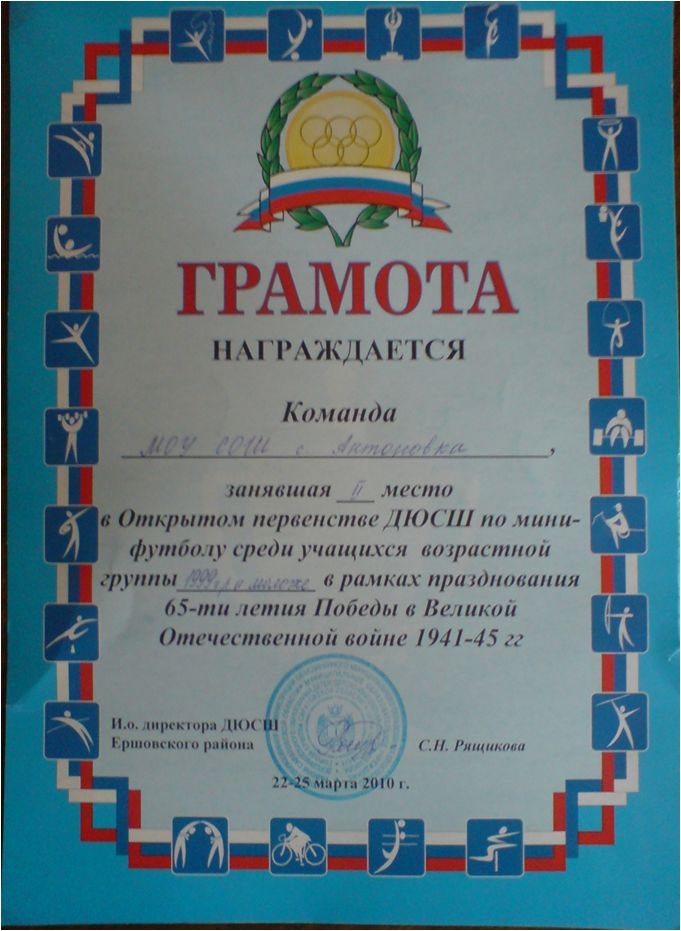 ГРАМОТА
НАГРАЖДАЕТСЯ
Команда
МОУ СОШ с Антоновка,
занявшая II место
в Открытом первенстве ДЮСШ по мини-
футболу среди учащихся возрастной
группы 1999г.р и моложе в рамках празднования
65-ти летия Победы в Великой
Отечественной войне 1941-45 гг
И.о. директора ДЮСШ
Ершовского района С.Н. Рящикова
22-25 марта 2010 г.